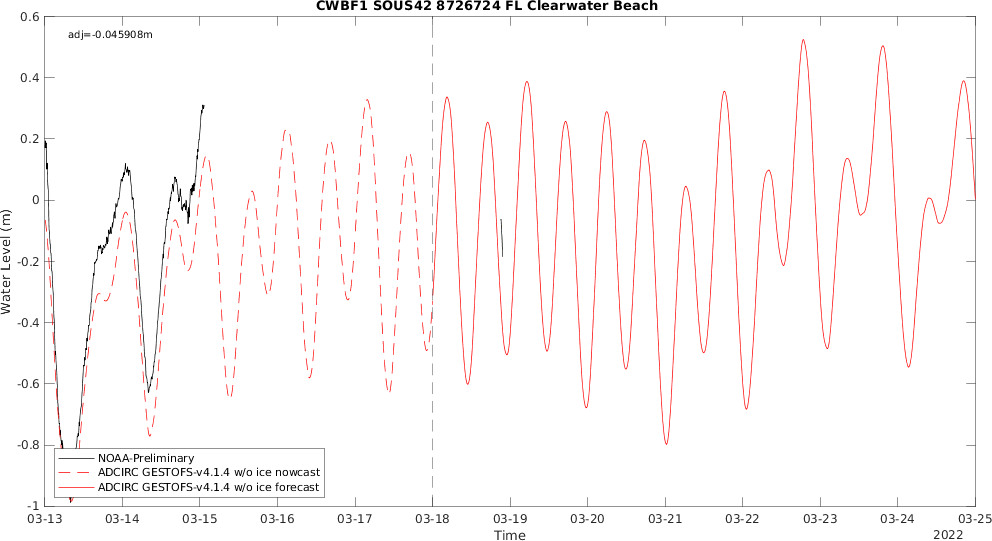 CWBF1 SOUS42 8726724 FL Clearwater Beach
adj=-0.045908m
0.6
0.4
0.2
0
-0.2
-0.4
-0.6
-0.8
-1
Water Level (m)
NOAA-Preliminary
ADCIRC GESTOFS-v4.1.4 w/o ice nowcast
ADCIRC GESTOFS-v4.1.4 w/o ice forecast
03-13 03-14 03-15 03-16 03-17 03-18 03-19 03-20 03-21 03-22 03-23 03-24 03-25
Time
2022